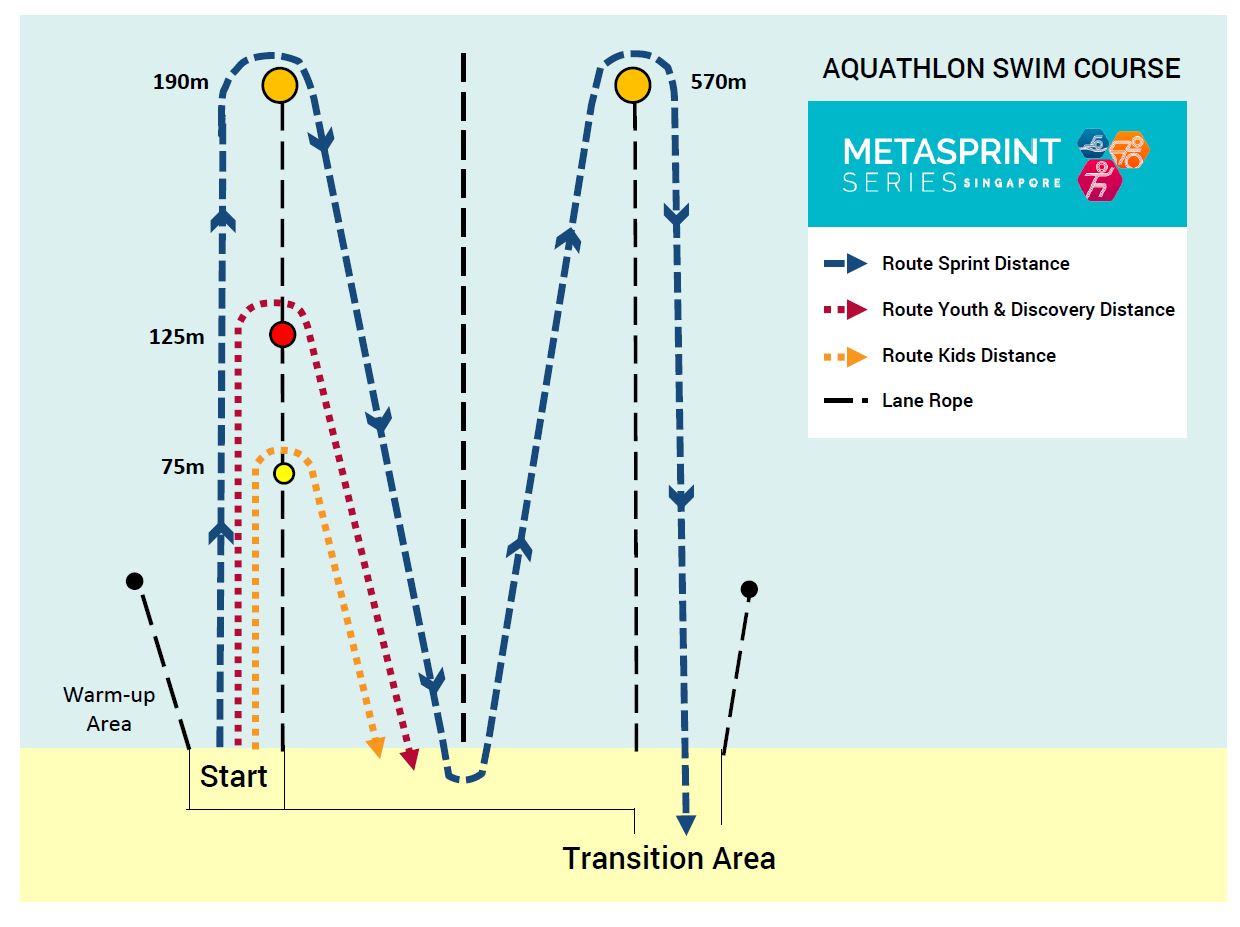 AQUATHLON SWIM COURSE
METASPRINT
SERIES SINGAPORE
Route Sprint Distance
Route Youth & Discovery Distance
Route Kids Distance
Lane Rope
190m
570m
125m
75m
Warm-up
Area
Start
Transition Area